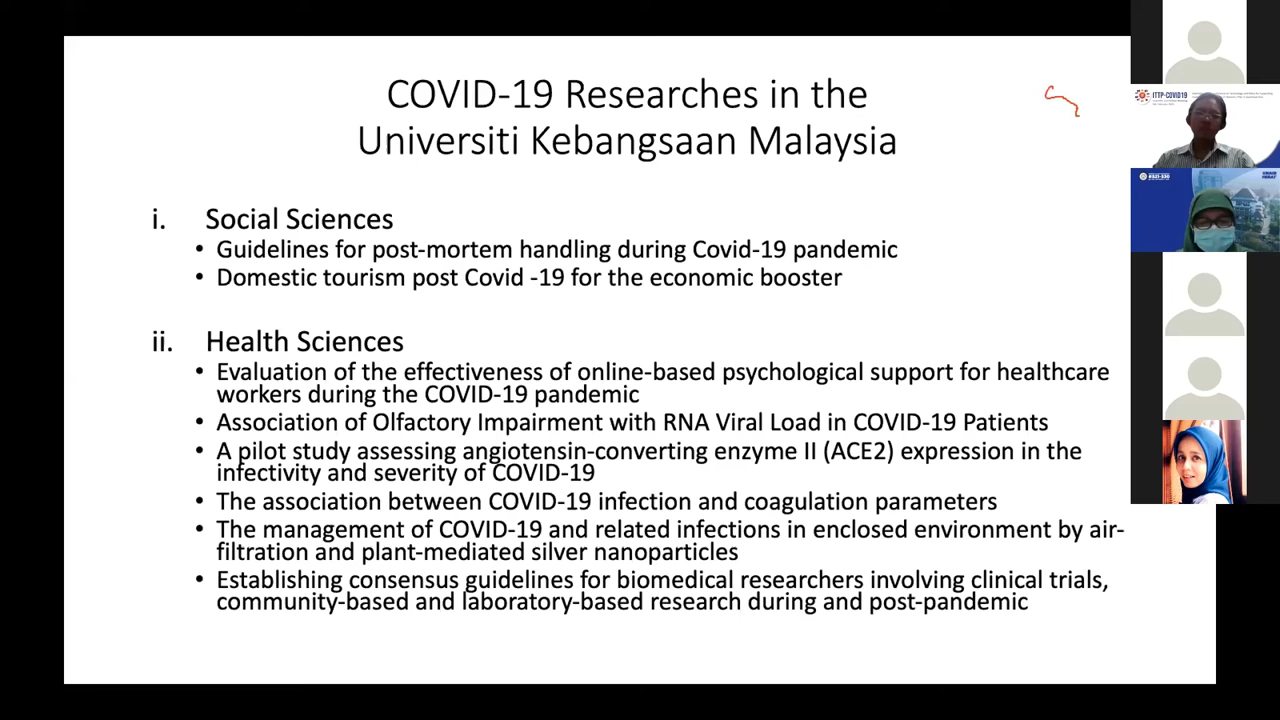 COVID-19 Researches in the
Universiti Kebangsaan Malaysia
i. Social Sciences
• Guidelines for post-mortem handling during Covid-19 pandemic
• Domestic tourism post Covid -19 for the economic booster
ii. Health Sciences
• Evaluation of the effectiveness of online-based psychological support for healthcare
workers during the COVID-19 pandemic
• Association of Olfactory Impairment with RNA Viral Load in COVID-19 Patients
• A pilot study assessing angiotensin-converting enzyme II (ACE2) expression in the
infectivity and severity of COVID-19
• The association between COVID-19 infection and coagulation parameters
• The management of COVID-19 and related infections in enclosed environment by air-
filtration and plant-mediated silver nanoparticles
• Establishing consensus guidelines for biomedical researchers involving clinical trials,
community-based and laboratory-based research during and post-pandemic
ITTP-COVID19